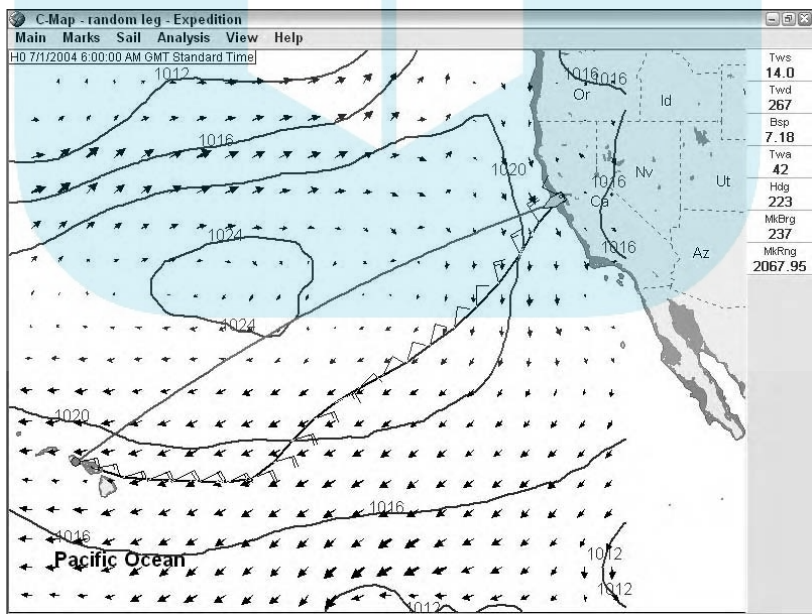 C-Map - random leg - Expedition
Main Marks Sail Analysis View Help
H0 7/1/2004 6:00:00 AM GMT Standard Time
Tws
14.0
Twd
267
Bsp
7.18
Twa
42
Hdg
223
MkBrg
237
MkRng
2067.95
1012
1016
1016
Or
Id
1016
1020
1016
Nv
Ut
Ca
1024
1016
Az
1024
1020
1016
1016
Pacific Ocean
1012
1012
1012